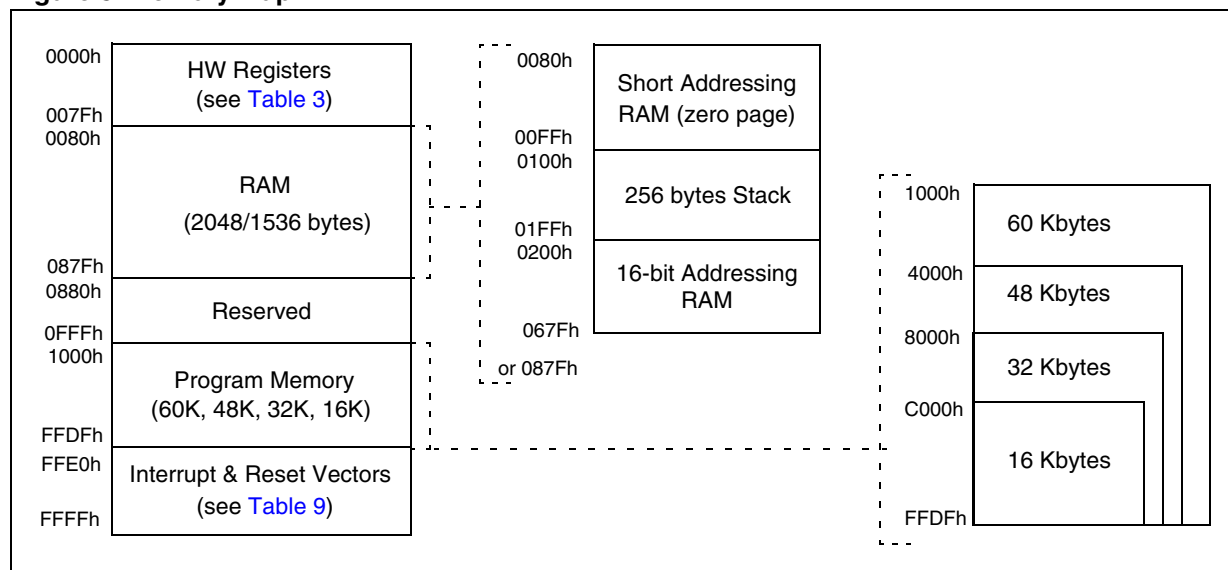 0000h
HW Registers
(see Table 3)
007Fh
0080h
RAM
(2048/1536 bytes)
087Fh
0880h
Reserved
0FFFh
1000h
Program Memory
(60K, 48K, 32K, 16K)
FFDFh
FFE0h
Interrupt & Reset Vectors
(see Table 9)
FFFFh
0080h
Short Addressing
RAM (zero page)
00FFh
0100h
256 bytes Stack
01FFh
0200h
16-bit Addressing
RAM
067Fh
or 087Fh
1000h
60 Kbytes
4000h
48 Kbytes
8000h
32 Kbytes
C000h
16 Kbytes
FFDFh